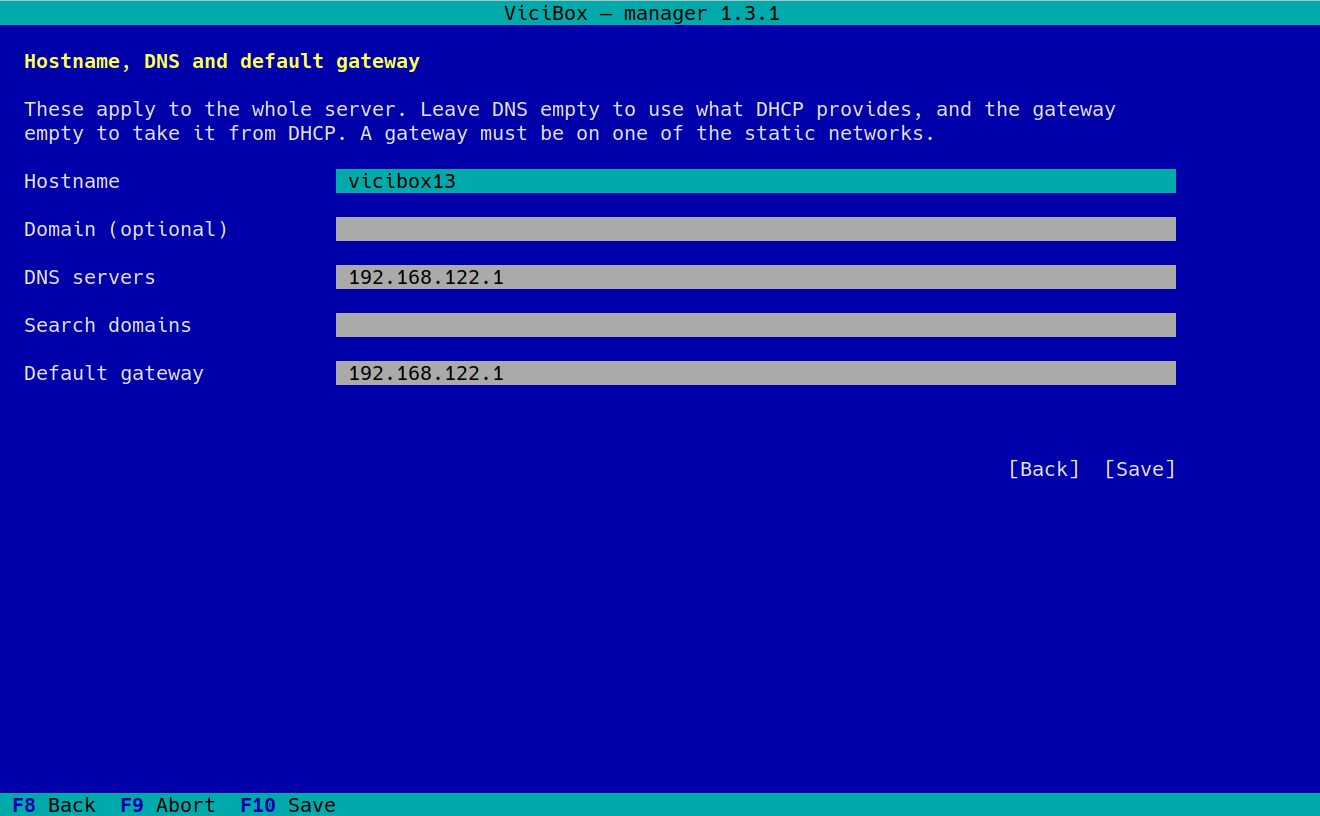 ViciBox — manager 1.3.1
Hostname, DNS and default gateway
These apply to the whole server. Leave DNS empty to use what DHCP provides, and the gateway
empty to take it from DHCP. A gateway must be on one of the static networks.
Hostname vicibox13
Domain (optional)
DNS servers 192.168.122.1
Search domains
Default gateway 192.168.122.1
[Back] [Save]
F8 Back F9 Abort F10 Save